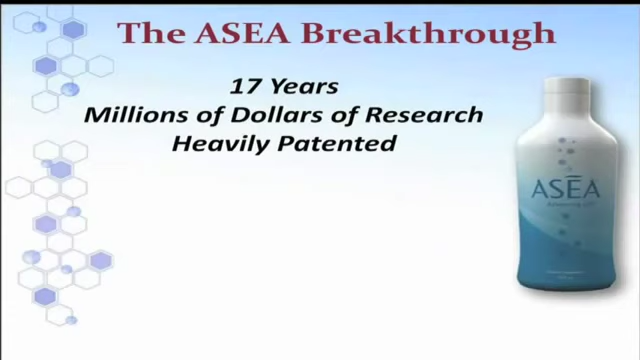 The ASEA Breakthrough
17 Years
Millions of Dollars of Research
Heavily Patented
ASEA